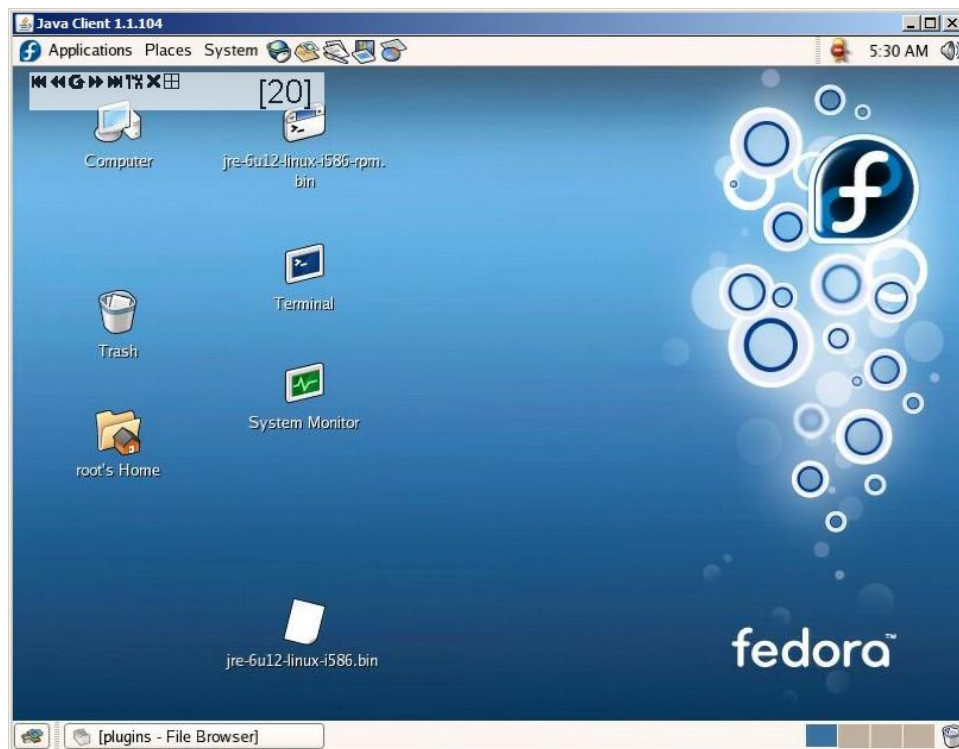 Java Client 1.1.104
Applications Places System
5:30 AM
[20]
Computer
jre-6u12-linux-i586-rpm.
bin
Terminal
Trash
System Monitor
root's Home
jre-6u12-linux-i586.bin
fedora™
[plugins - File Browser]